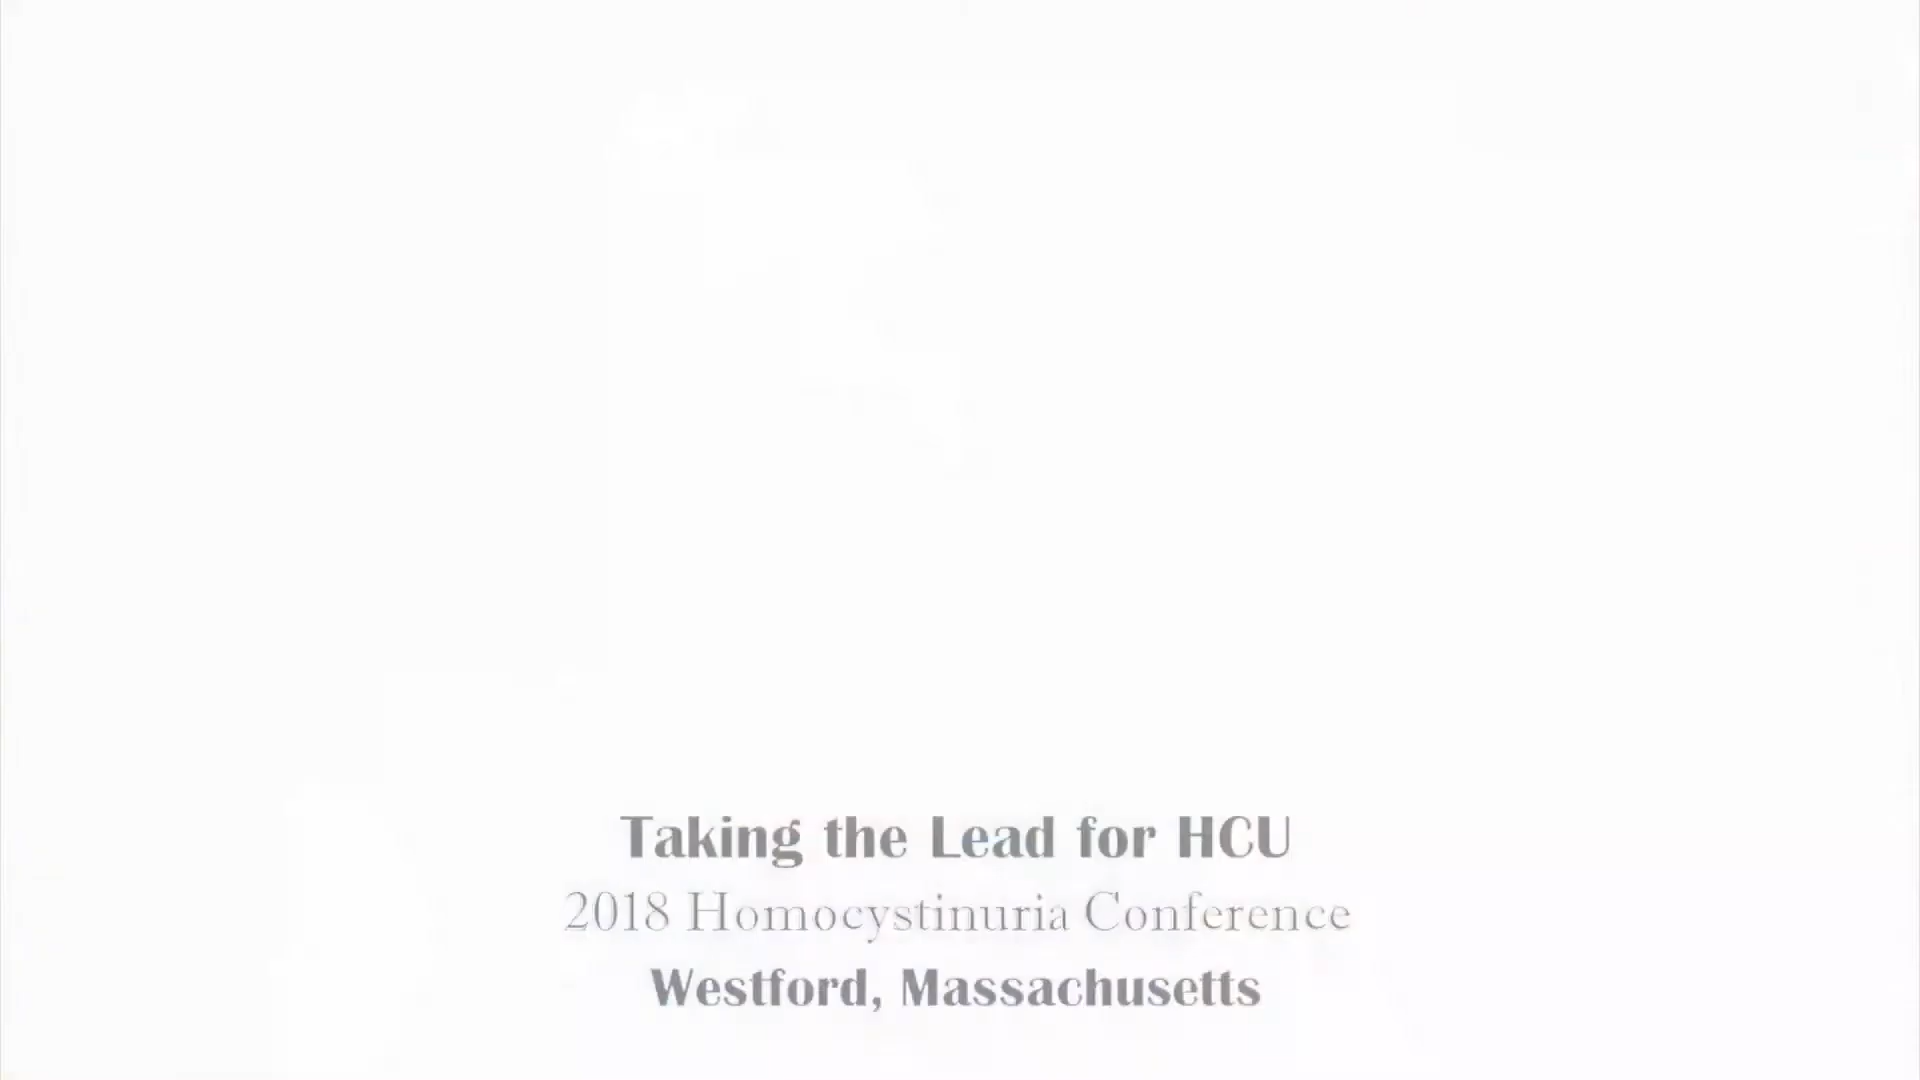 Taking the Lead for HCU
2018 Homocystinuria Conference
Westford, Massachusetts